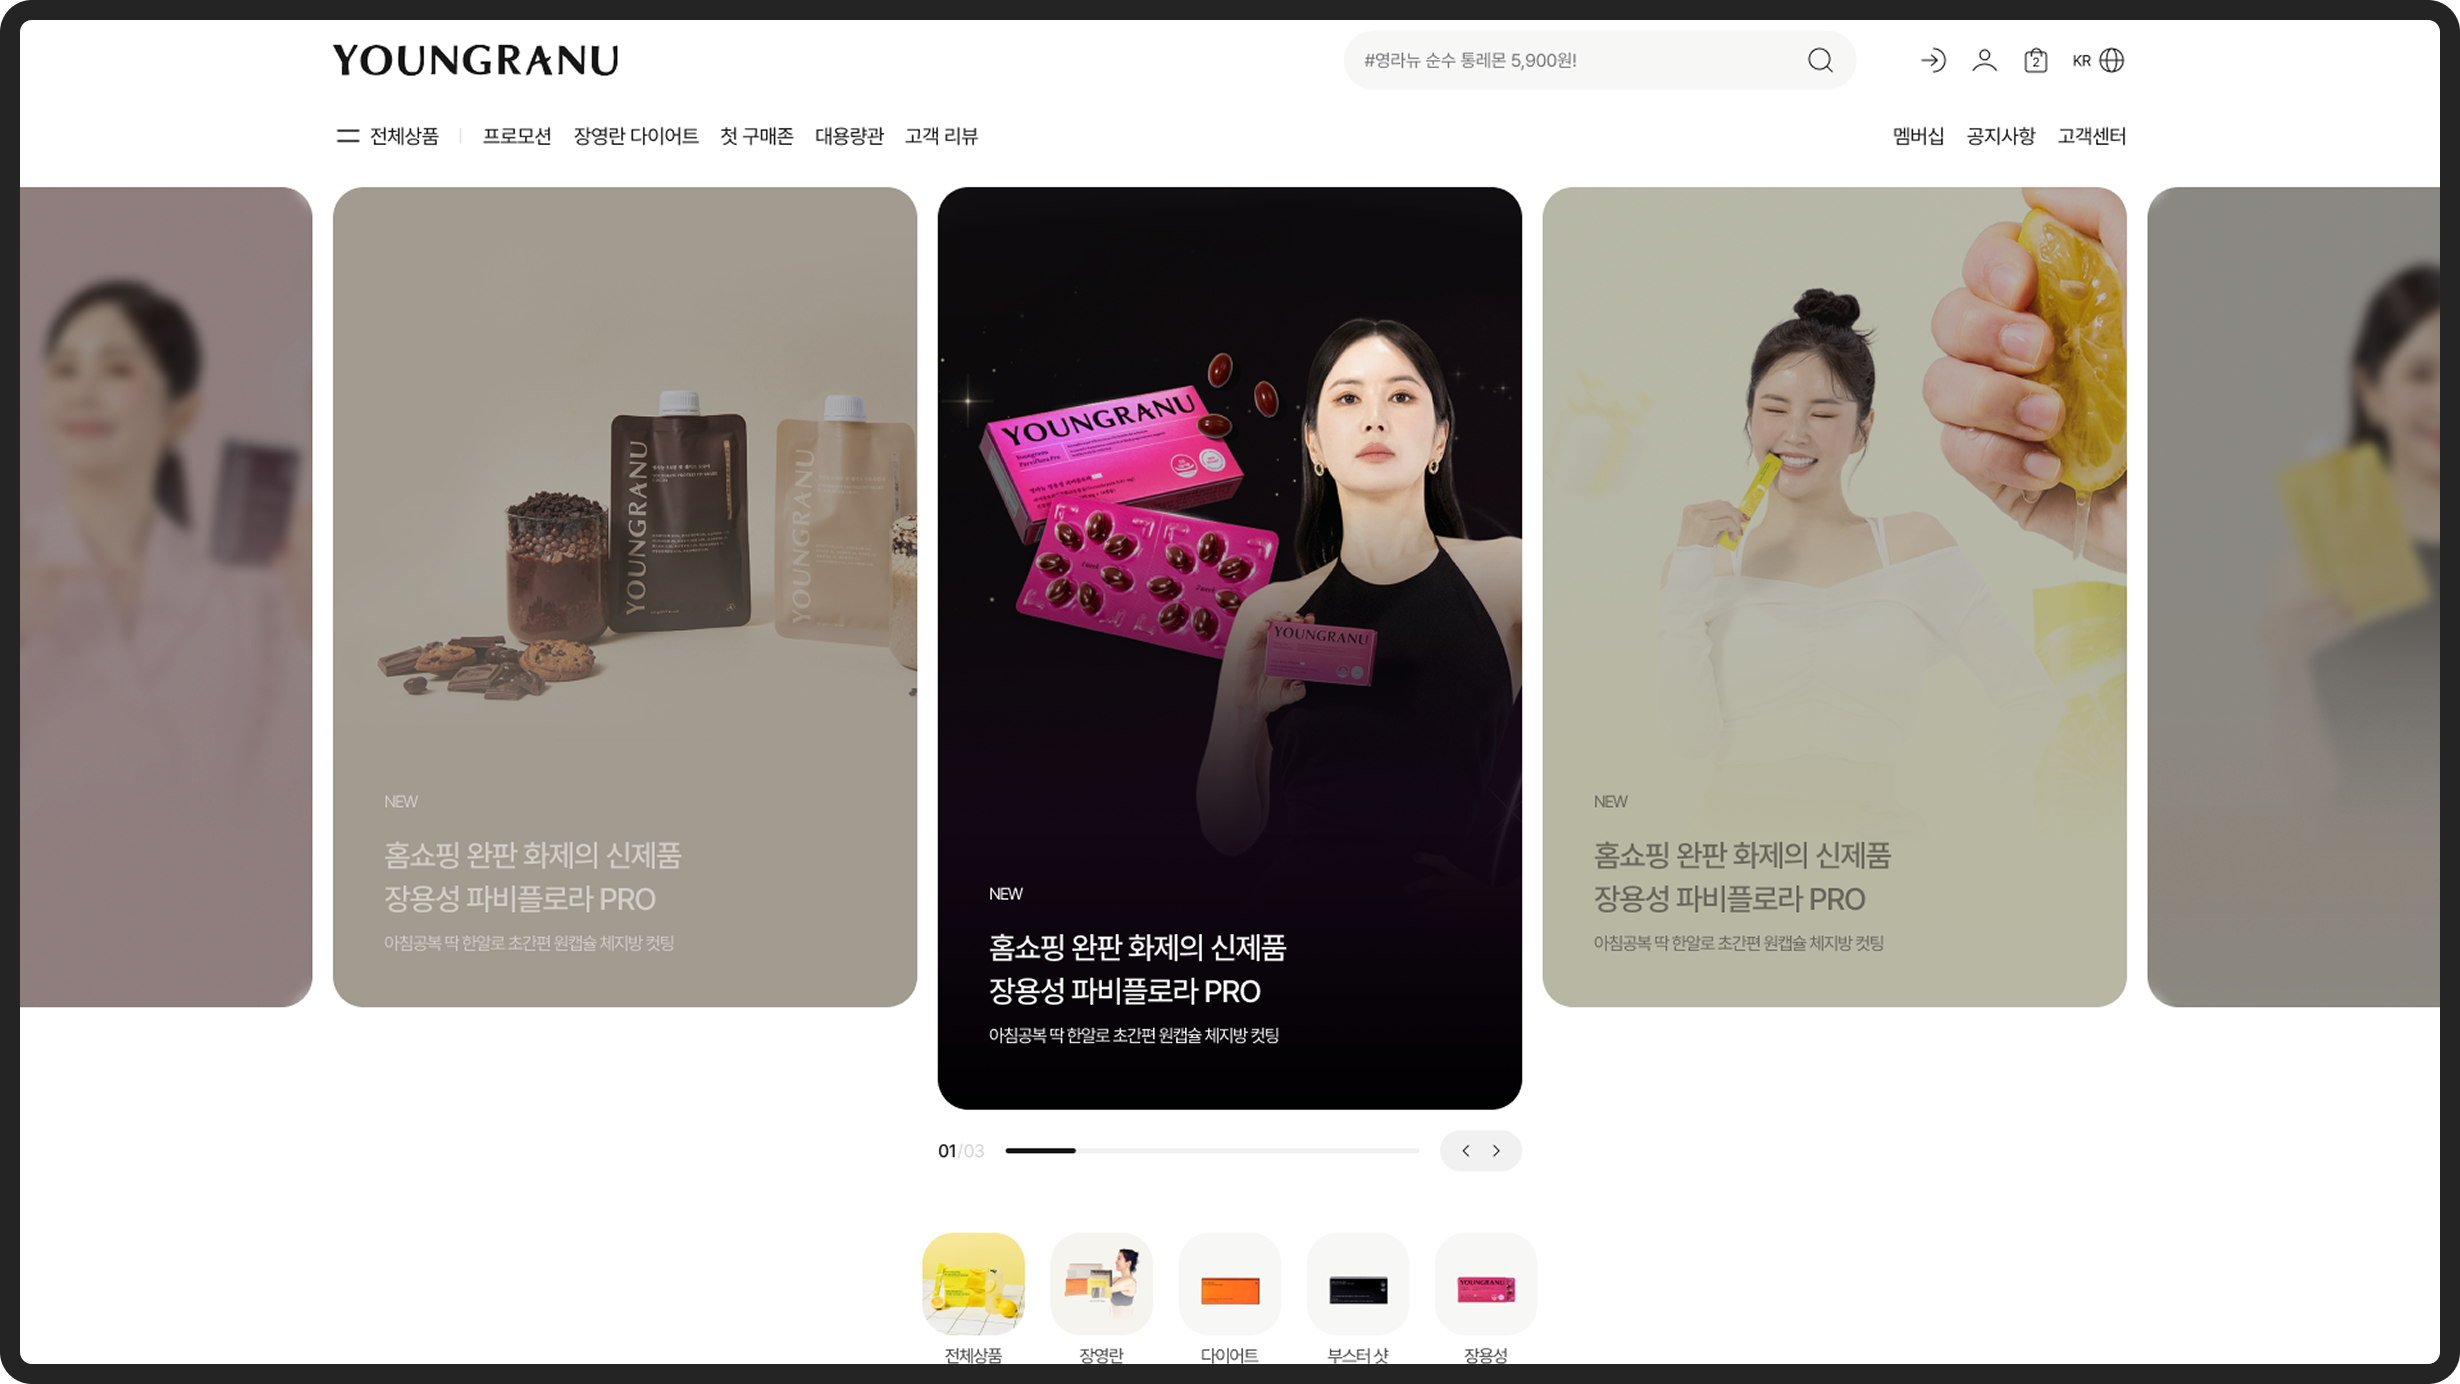 YOUNGRANU
#영라뉴 순수 통레몬 5,900원!
2
KR
전체상품
프로모션
장영란 다이어트
첫 구매존
대용량관
고객 리뷰
멤버십
공지사항
고객센터
YOUNGRANU
YOUNGRANU
NEW
홈쇼핑 완판 화제의 신제품
장용성 파비플로라 PRO
아침공복 딱 한알로 초간편 원캡슐 체지방 컷팅
YOUNGRANU
YOUNGRANU
NEW
홈쇼핑 완판 화제의 신제품
장용성 파비플로라 PRO
아침공복 딱 한알로 초간편 원캡슐 체지방 컷팅
NEW
홈쇼핑 완판 화제의 신제품
장용성 파비플로라 PRO
아침공복 딱 한알로 초간편 원캡슐 체지방 컷팅
01/03
YOUNGRANU
전체상품
장영란
다이어트
부스터 샷
장용성